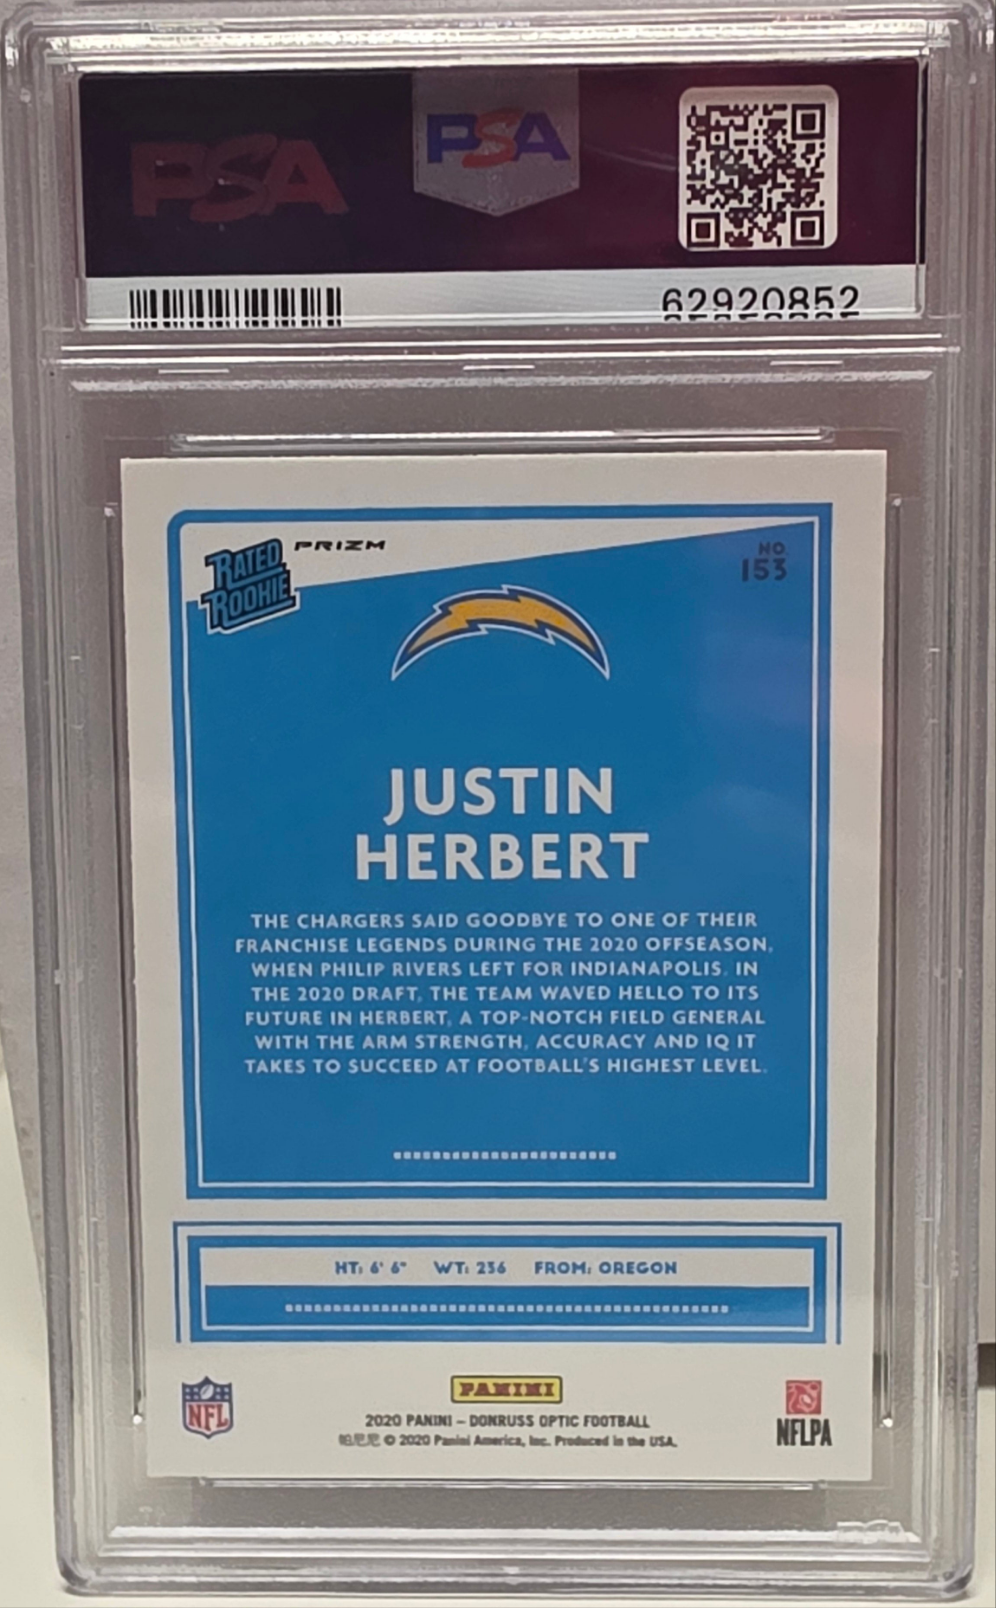 PSA
PSA
62920852
RATED
ROOKIE
PRIZM
NO.
153
JUSTIN
HERBERT
THE CHARGERS SAID GOODBYE TO ONE OF THEIR
FRANCHISE LEGENDS DURING THE 2020 OFFSEASON,
WHEN PHILIP RIVERS LEFT FOR INDIANAPOLIS. IN
THE 2020 DRAFT, THE TEAM WAVED HELLO TO ITS
FUTURE IN HERBERT, A TOP-NOTCH FIELD GENERAL
WITH THE ARM STRENGTH, ACCURACY AND IQ IT
TAKES TO SUCCEED AT FOOTBALL'S HIGHEST LEVEL.
HT: 6' 6" WT: 236 FROM: OREGON
NFL
PANINI
2020 PANINI – DONRUSS OPTIC FOOTBALL
帕尼尼 © 2020 Panini America, Inc. Produced in the USA.
NFLPA